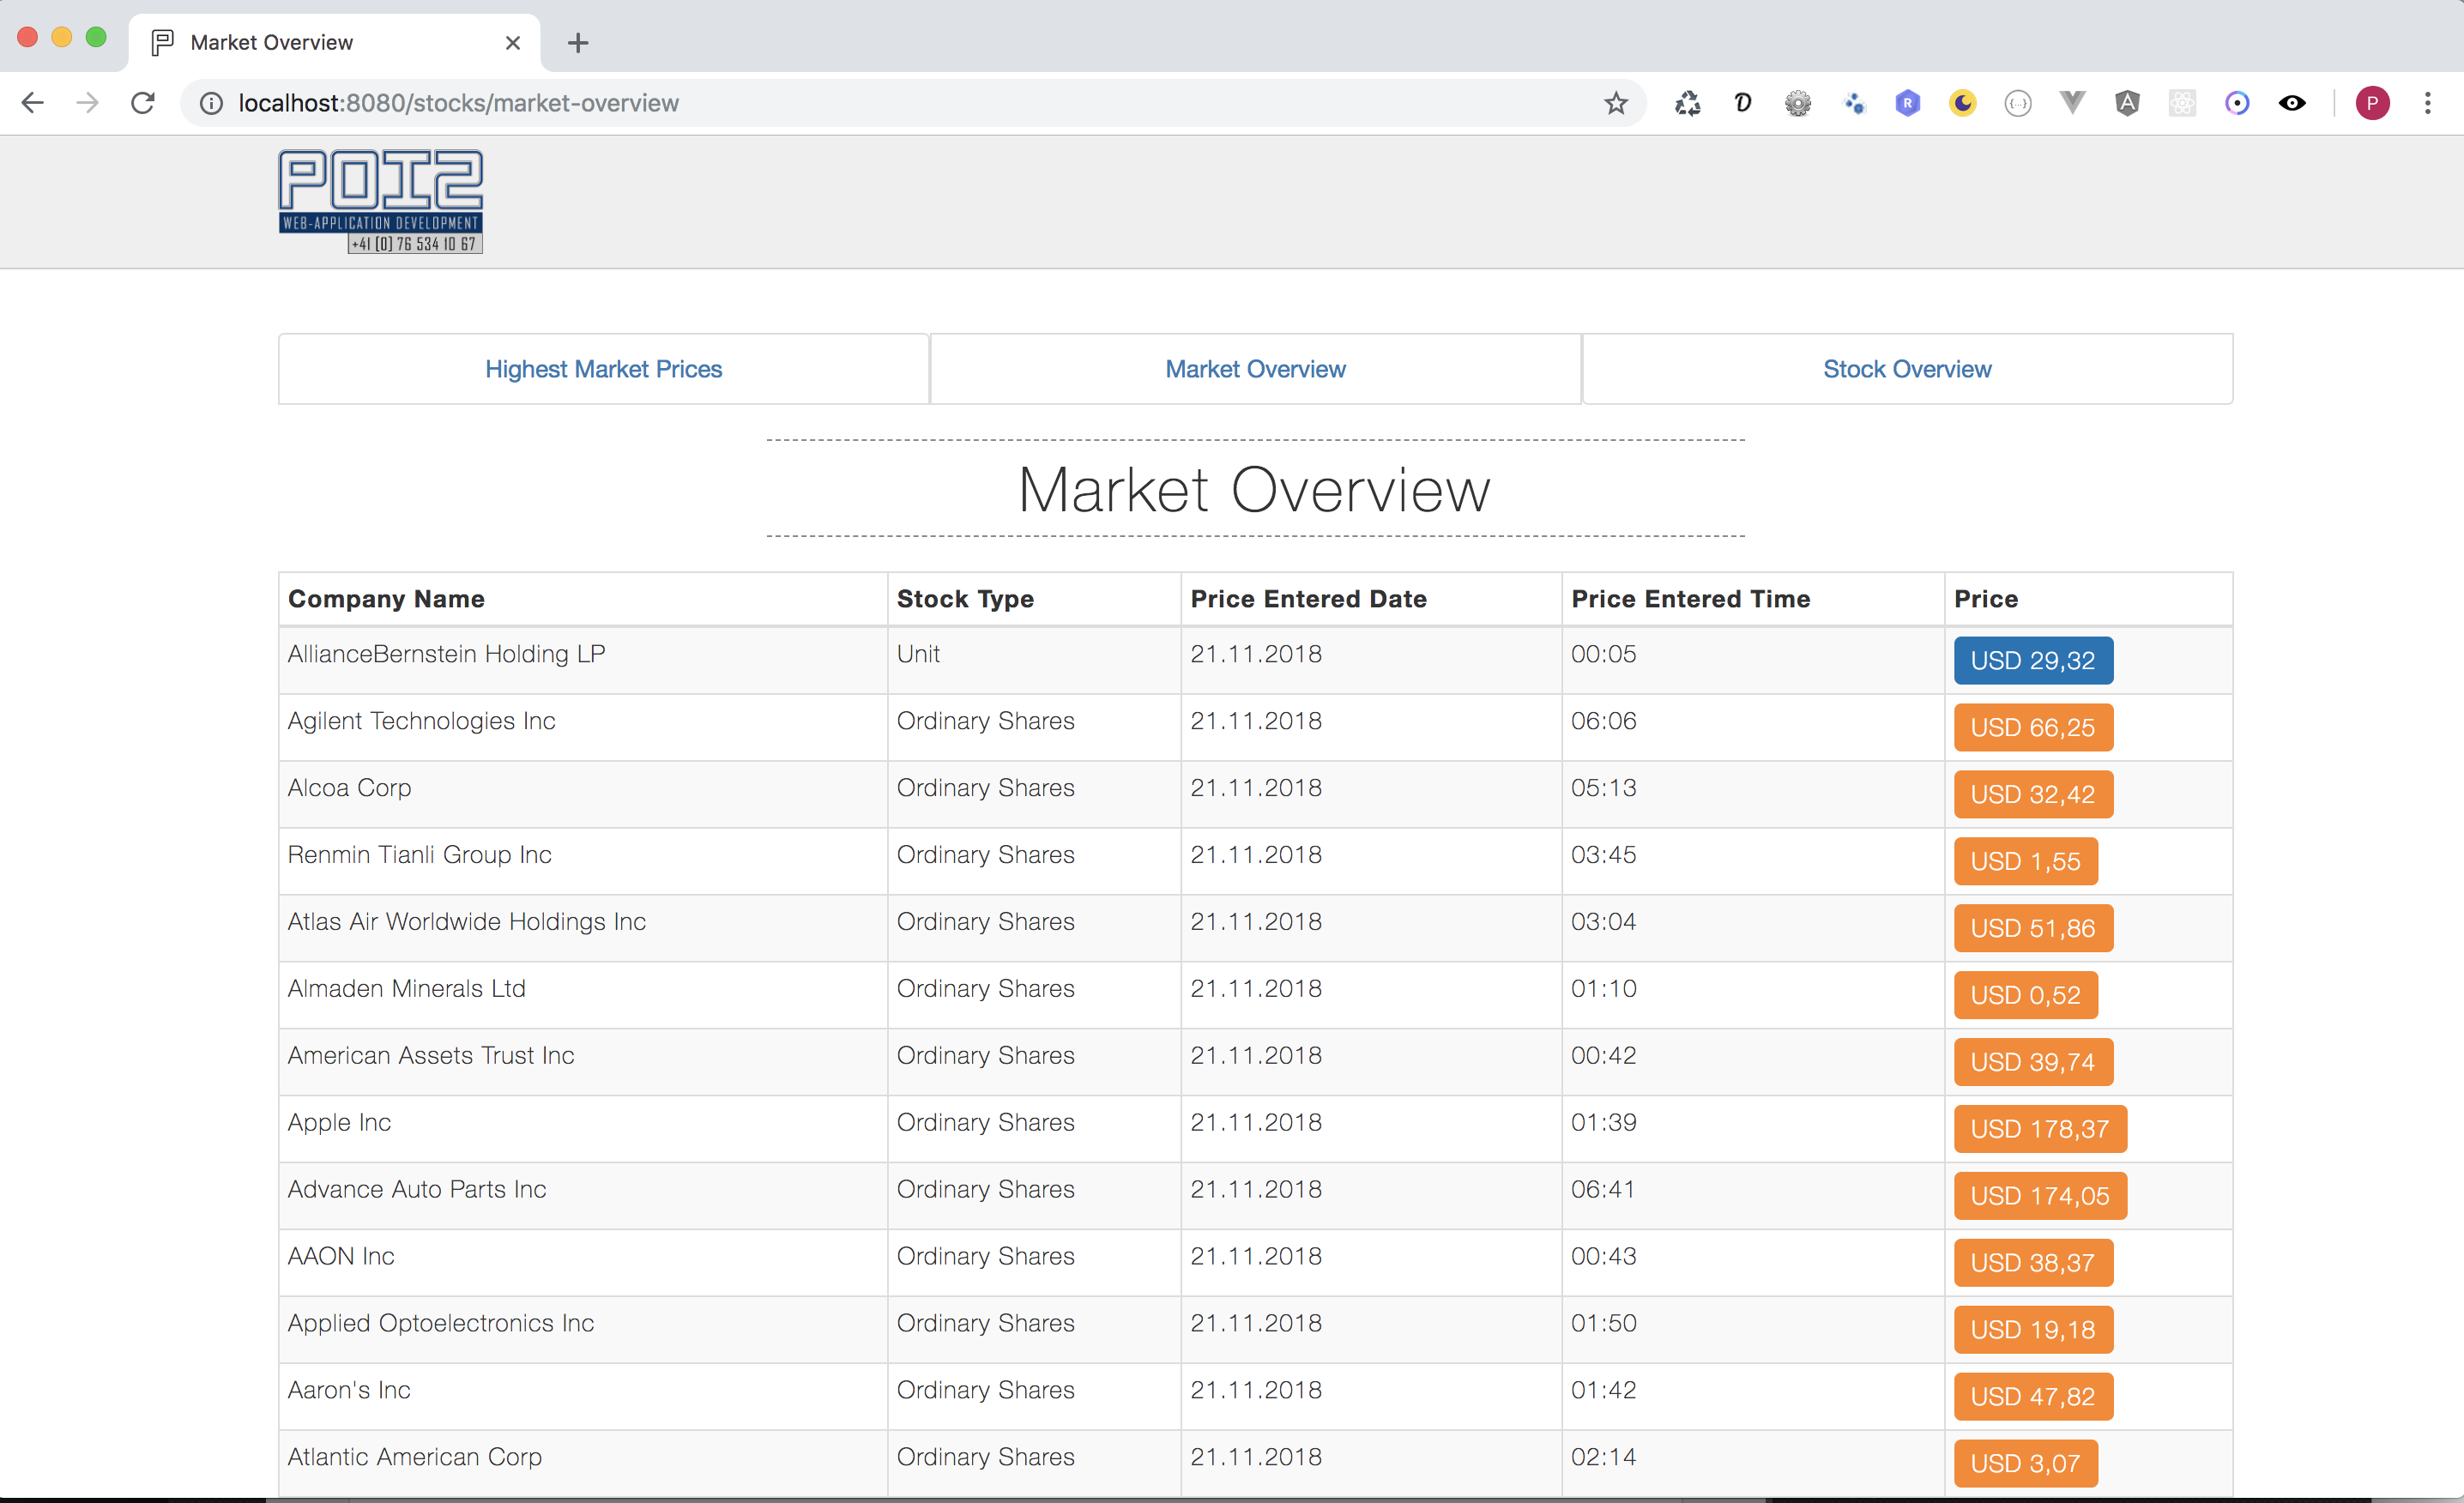 Market Overview
localhost:8080/stocks/market-overview
P
POI2
WEB-APPLICATION DEVELOPMENT
+41 (0) 76 534 10 67
Highest Market Prices Market Overview Stock Overview
Market Overview
Company Name Stock Type Price Entered Date Price Entered Time Price
AllianceBernstein Holding LP Unit 21.11.2018 00:05 USD 29,32
Agilent Technologies Inc Ordinary Shares 21.11.2018 06:06 USD 66,25
Alcoa Corp Ordinary Shares 21.11.2018 05:13 USD 32,42
Renmin Tianli Group Inc Ordinary Shares 21.11.2018 03:45 USD 1,55
Atlas Air Worldwide Holdings Inc Ordinary Shares 21.11.2018 03:04 USD 51,86
Almaden Minerals Ltd Ordinary Shares 21.11.2018 01:10 USD 0,52
American Assets Trust Inc Ordinary Shares 21.11.2018 00:42 USD 39,74
Apple Inc Ordinary Shares 21.11.2018 01:39 USD 178,37
Advance Auto Parts Inc Ordinary Shares 21.11.2018 06:41 USD 174,05
AAON Inc Ordinary Shares 21.11.2018 00:43 USD 38,37
Applied Optoelectronics Inc Ordinary Shares 21.11.2018 01:50 USD 19,18
Aaron's Inc Ordinary Shares 21.11.2018 01:42 USD 47,82
Atlantic American Corp Ordinary Shares 21.11.2018 02:14 USD 3,07